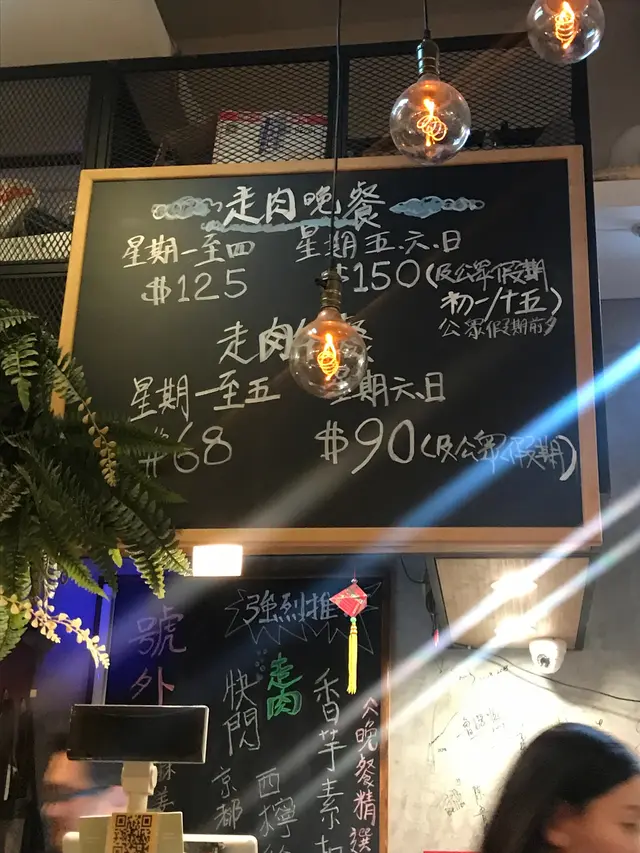 走肉晚餐
星期一至四 星期五、六、日
$125 $150(及公眾假期
初一/十五)
公眾假期前夕
走肉 餐
星期一至五 星期六、日
$68 $90(及公眾假期)
強烈推
號外
走肉
快閃
京都
西檸
香芋素
晚餐精選